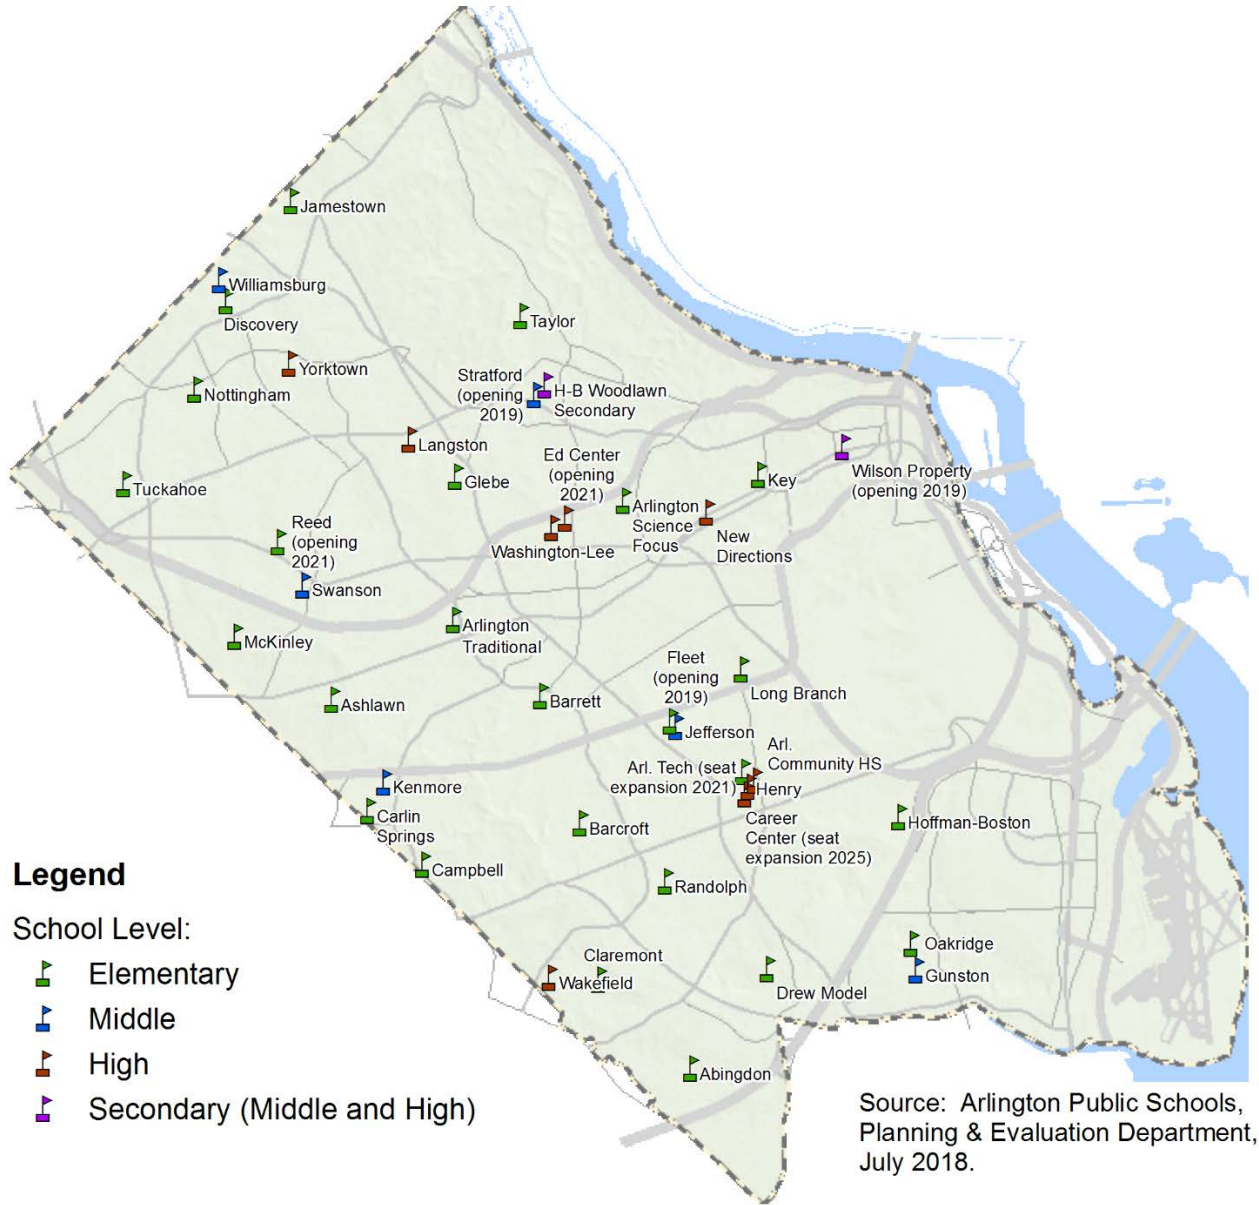 Jamestown
Williamsburg
Discovery
Taylor
Yorktown
Nottingham
Stratford
(opening
2019)
H-B Woodlawn
Secondary
Langston
Ed Center
(opening
2021)
Glebe
Key
Wilson Property
(opening 2019)
Tuckahoe
Arlington
Science
Focus
Reed
(opening
2021)
Washington-Lee
New
Directions
Swanson
McKinley
Arlington
Traditional
Fleet
(opening
2019)
Long Branch
Ashlawn
Barrett
Jefferson
Arl.
Community HS
Arl. Tech (seat
expansion 2021)
Henry
Kenmore
Carlin
Springs
Barcroft
Career
Center (seat
expansion 2025)
Hoffman-Boston
Campbell
Randolph
Claremont
Wakefield
Oakridge
Gunston
Drew Model
Abingdon
Legend
School Level:
Elementary
Middle
High
Secondary (Middle and High)
Source: Arlington Public Schools,
Planning & Evaluation Department,
July 2018.